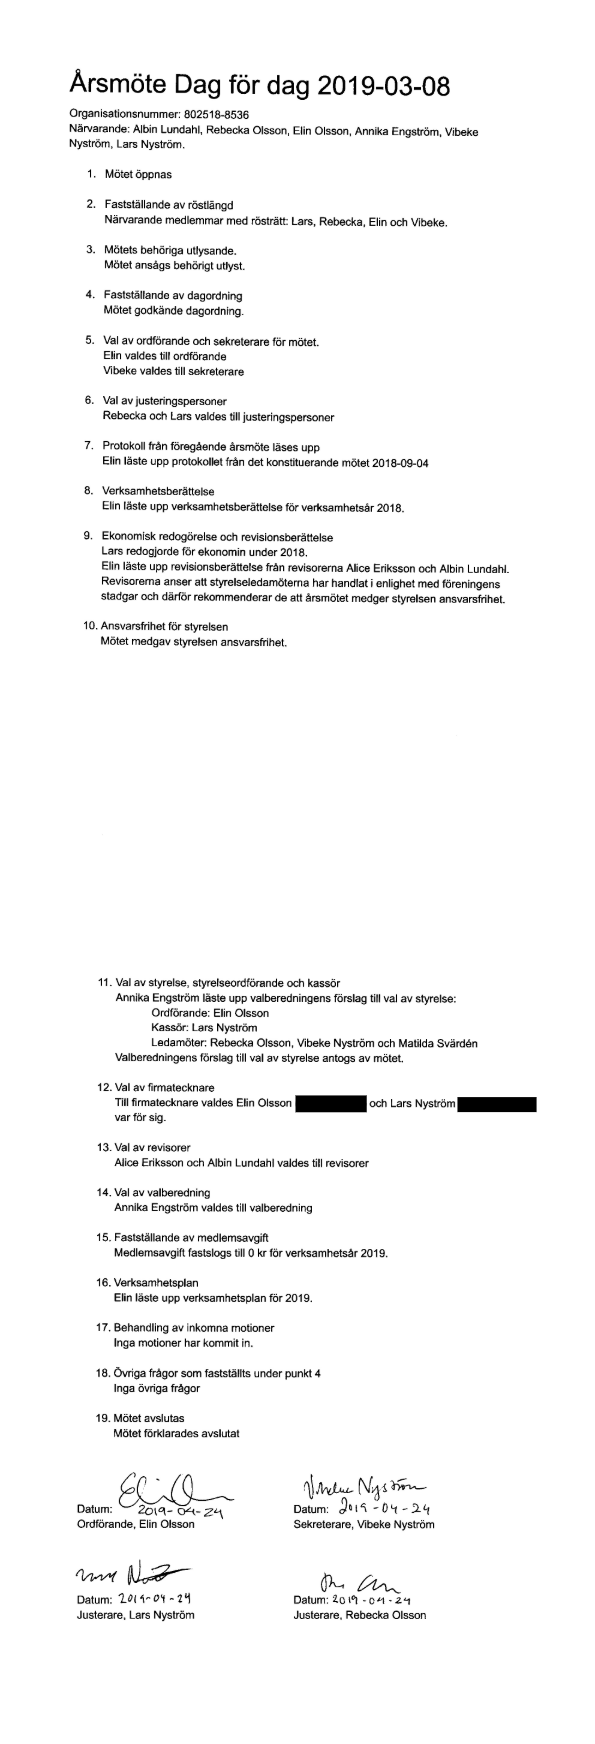 Årsmöte Dag för dag 2019-03-08
Organisationsnummer: 802518-8536
Närvarande: Albin Lundahl, Rebecka Olsson, Elin Olsson, Annika Engström, Vibeke
Nyström, Lars Nyström.
1. Mötet öppnas
2. Fastställande av röstlängd
Närvarande medlemmar med rösträtt: Lars, Rebecka, Elin och Vibeke.
3. Mötets behöriga utlysande.
Mötet ansågs behörigt utlyst.
4. Fastställande av dagordning
Mötet godkände dagordning.
5. Val av ordförande och sekreterare för mötet.
Elin valdes till ordförande
Vibeke valdes till sekreterare
6. Val av justeringspersoner
Rebecka och Lars valdes till justeringspersoner
7. Protokoll från föregående årsmöte läses upp
Elin läste upp protokollet från det konstituerande mötet 2018-09-04
8. Verksamhetsberättelse
Elin läste upp verksamhetsberättelse för verksamhetsår 2018.
9. Ekonomisk redogörelse och revisionsberättelse
Lars redogjorde för ekonomin under 2018.
Elin läste upp revisionsberättelse från revisorerna Alice Eriksson och Albin Lundahl.
Revisorerna anser att styrelseledamöterna har handlat i enlighet med föreningens
stadgar och därför rekommenderar de att årsmötet medger styrelsen ansvarsfrihet.
10. Ansvarsfrihet för styrelsen
Mötet medgav styrelsen ansvarsfrihet.
11. Val av styrelse, styrelseordförande och kassör
Annika Engström läste upp valberedningens förslag till val av styrelse:
Ordförande: Elin Olsson
Kassör: Lars Nyström
Ledamöter: Rebecka Olsson, Vibeke Nyström och Matilda Svärdén
Valberedningens förslag till val av styrelse antogs av mötet.
12. Val av firmatecknare
Till firmatecknare valdes Elin Olsson och Lars Nyström
var för sig.
13. Val av revisorer
Alice Eriksson och Albin Lundahl valdes till revisorer
14. Val av valberedning
Annika Engström valdes till valberedning
15. Fastställande av medlemsavgift
Medlemsavgift fastslogs till 0 kr för verksamhetsår 2019.
16. Verksamhetsplan
Elin läste upp verksamhetsplan för 2019.
17. Behandling av inkomna motioner
Inga motioner har kommit in.
18. Övriga frågor som fastställts under punkt 4
Inga övriga frågor
19. Mötet avslutas
Mötet förklarades avslutat
Vibeke Nyström
Datum: 2019-04-24 Datum: 2019-04-24
Ordförande, Elin Olsson Sekreterare, Vibeke Nyström
Datum: 2019-04-24 Datum: 2019-04-24
Justerare, Lars Nyström Justerare, Rebecka Olsson